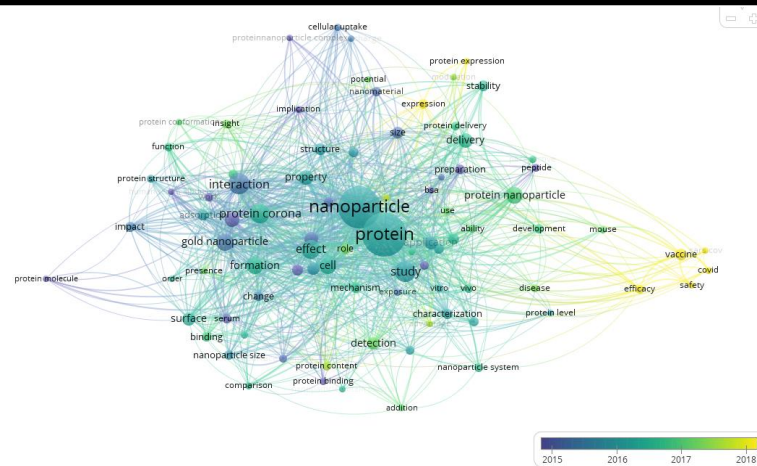 cellular uptake
proteinnanoparticle complex
protein expression
potential
nanomaterial
stability
implication
expression
protein conformation
insight
size
protein delivery
delivery
function
structure
protein structure
interaction
property
preparation
peptide
bsa
protein nanoparticle
nanoparticle
adsorption
protein corona
use
impact
protein
ability
development
mouse
gold nanoparticle
effect
role
application
vaccine
formation
cell
study
covid
protein molecule
order
presence
mechanism
exposure
vitro
vivo
disease
efficacy
safety
change
surface
serum
characterization
protein level
binding
detection
nanoparticle size
protein content
nanoparticle system
comparison
protein binding
addition
2015
2016
2017
2018